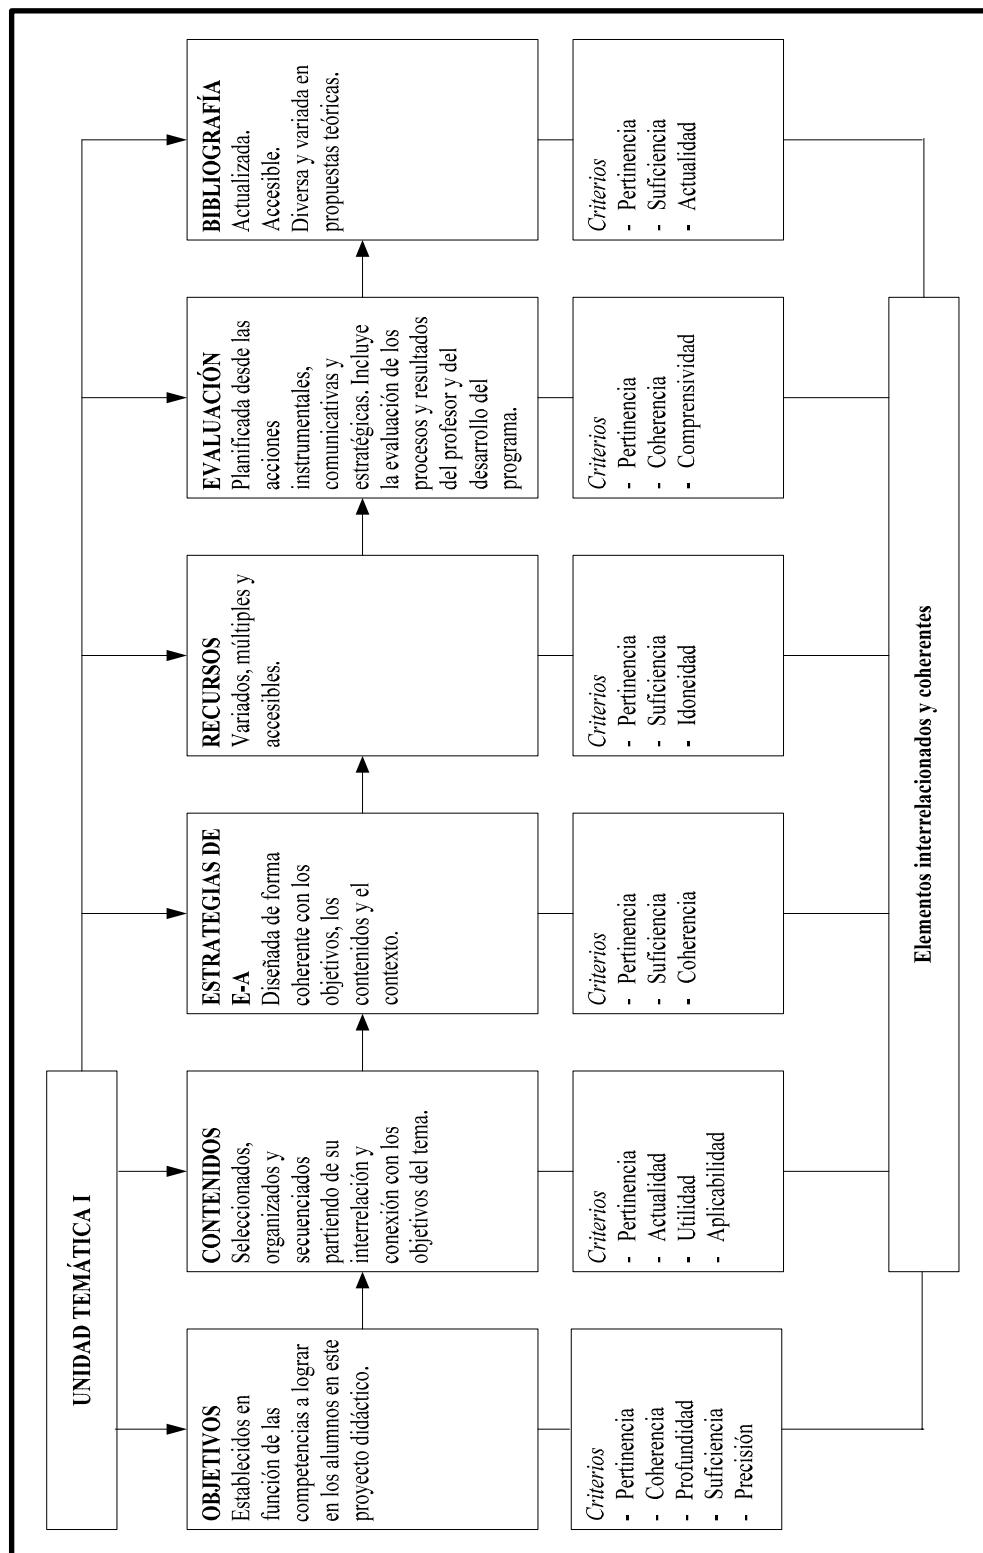 UNIDAD TEMÁTICA I
OBJETIVOS
Establecidos en
función de las
competencias a lograr
en los alumnos en este
proyecto didáctico.
CONTENIDOS
Seleccionados,
organizados y
secuenciados
partiendo de su
interrelación y
conexión con los
objetivos del tema.
ESTRATEGIAS DE
E-A
Diseñada de forma
coherente con los
objetivos, los
contenidos y el
contexto.
RECURSOS
Variados, múltiples y
accesibles.
EVALUACIÓN
Planificada desde las
acciones
instrumentales,
comunicativas y
estratégicas. Incluye
la evaluación de los
procesos y resultados
del profesor y del
desarrollo del
programa.
BIBLIOGRAFÍA
Actualizada.
Accesible.
Diversa y variada en
propuestas teóricas.
Criterios
- Pertinencia
- Coherencia
- Profundidad
- Suficiencia
- Precisión
Criterios
- Pertinencia
- Actualidad
- Utilidad
- Aplicabilidad
Criterios
- Pertinencia
- Suficiencia
- Coherencia
Criterios
- Pertinencia
- Suficiencia
- Idoneidad
Criterios
- Pertinencia
- Coherencia
- Comprensividad
Criterios
- Pertinencia
- Suficiencia
- Actualidad
Elementos interrelacionados y coherentes